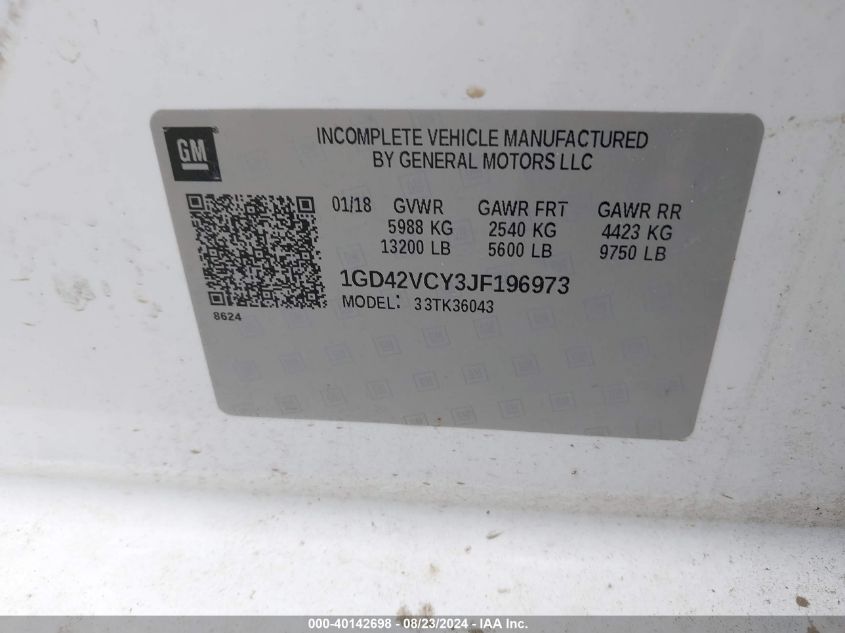 GM
INCOMPLETE VEHICLE MANUFACTURED
BY GENERAL MOTORS LLC
01/18 GVWR GAWR FRT GAWR RR
5988 KG 2540 KG 4423 KG
13200 LB 5600 LB 9750 LB
1GD42VCY3JF196973
MODEL: 33TK36043
8624
000-40142698 - 08/23/2024 - IAA Inc.